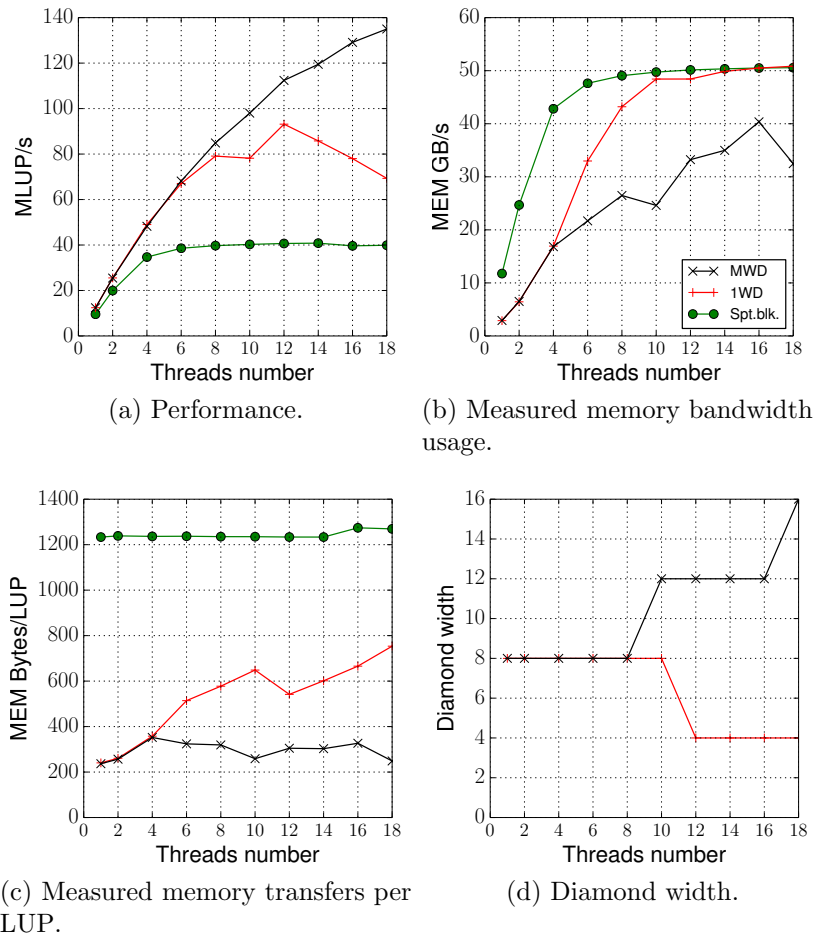 140
120
100
80
60
40
20
0
MLUP/s
0 2 4 6 8 10 12 14 16 18
Threads number
(a) Performance.
60
50
40
30
20
10
0
MEM GB/s
MWD
1WD
Spt.blk.
0 2 4 6 8 10 12 14 16 18
Threads number
(b) Measured memory bandwidth
usage.
1400
1200
1000
800
600
400
200
0
MEM Bytes/LUP
0 2 4 6 8 10 12 14 16 18
Threads number
(c) Measured memory transfers per
LUP.
16
14
12
10
8
6
4
2
0
Diamond width
0 2 4 6 8 10 12 14 16 18
Threads number
(d) Diamond width.